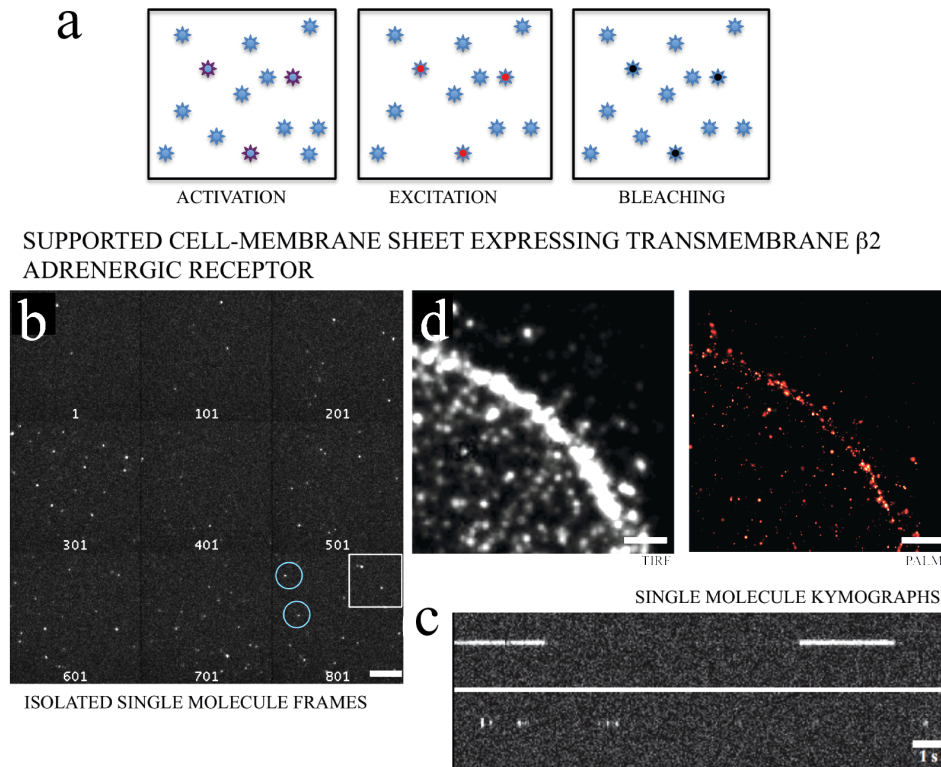 a
ACTIVATION
EXCITATION
BLEACHING
SUPPORTED CELL-MEMBRANE SHEET EXPRESSING TRANSMEMBRANE β2
ADRENERGIC RECEPTOR
b
1 101 201
301 401 501
601 701 801
ISOLATED SINGLE MOLECULE FRAMES
d
TIRF
PALM
SINGLE MOLECULE KYMOGRAPHS
c
1 s